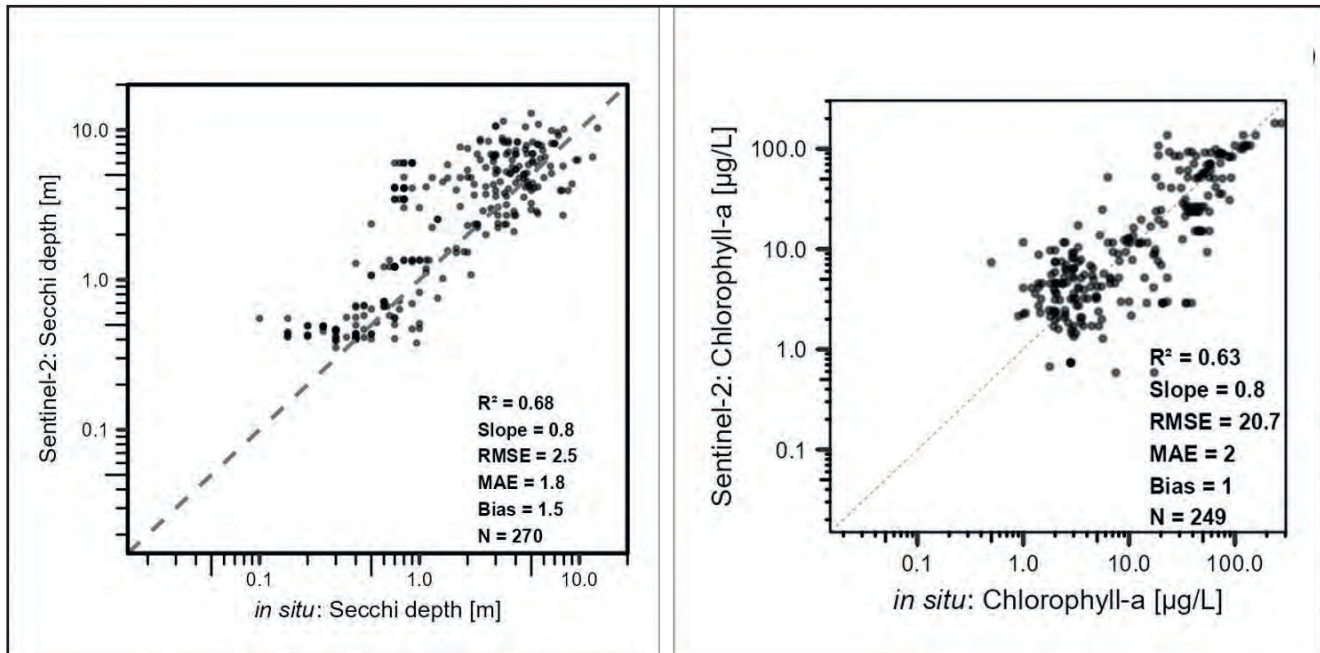 Sentinel-2: Secchi depth [m]
10.0
1.0
0.1
R² = 0.68
Slope = 0.8
RMSE = 2.5
MAE = 1.8
Bias = 1.5
N = 270
0.1 1.0 10.0
in situ: Secchi depth [m]
Sentinel-2: Chlorophyll-a [µg/L]
100.0
10.0
1.0
0.1
R² = 0.63
Slope = 0.8
RMSE = 20.7
MAE = 2
Bias = 1
N = 249
0.1 1.0 10.0 100.0
in situ: Chlorophyll-a [µg/L]